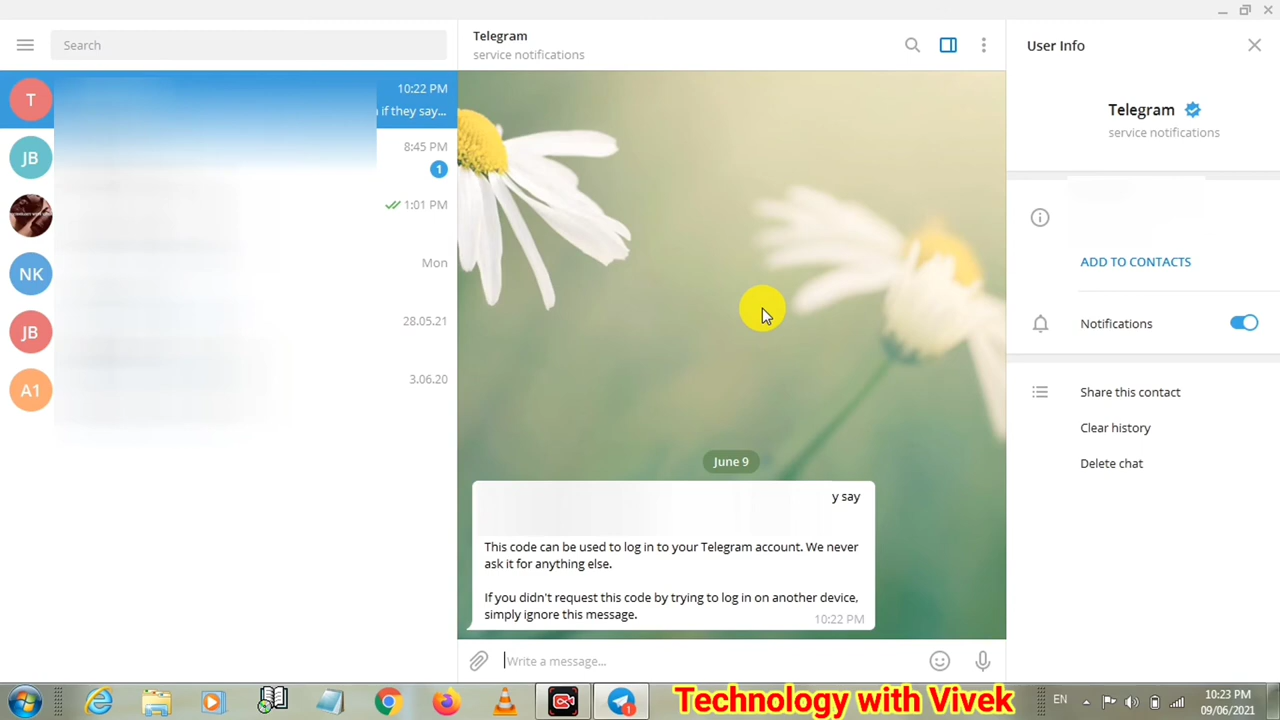 Search
T
10:22 PM
if they say...
JB
8:45 PM
1
1:01 PM
NK
Mon
JB
28.05.21
A1
3.06.20
Telegram
service notifications
June 9
y say
This code can be used to log in to your Telegram account. We never
ask it for anything else.
If you didn't request this code by trying to log in on another device,
simply ignore this message.
10:22 PM
Write a message...
User Info
Telegram
service notifications
ADD TO CONTACTS
Notifications
Share this contact
Clear history
Delete chat
Technology with Vivek
EN
10:23 PM
09/06/2021